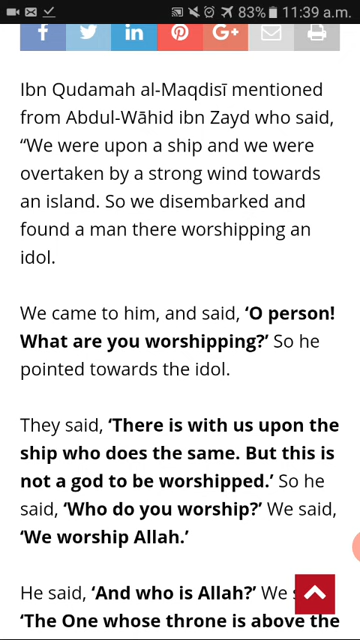 83% 11:39 a.m.
f in G+
Ibn Qudamah al-Maqdisī mentioned
from Abdul-Wāhid ibn Zayd who said,
“We were upon a ship and we were
overtaken by a strong wind towards
an island. So we disembarked and
found a man there worshipping an
idol.
We came to him, and said, ‘O person!
What are you worshipping?’ So he
pointed towards the idol.
They said, ‘There is with us upon the
ship who does the same. But this is
not a god to be worshipped.’ So he
said, ‘Who do you worship?’ We said,
‘We worship Allah.’
He said, ‘And who is Allah?’ We
‘The One whose throne is above the